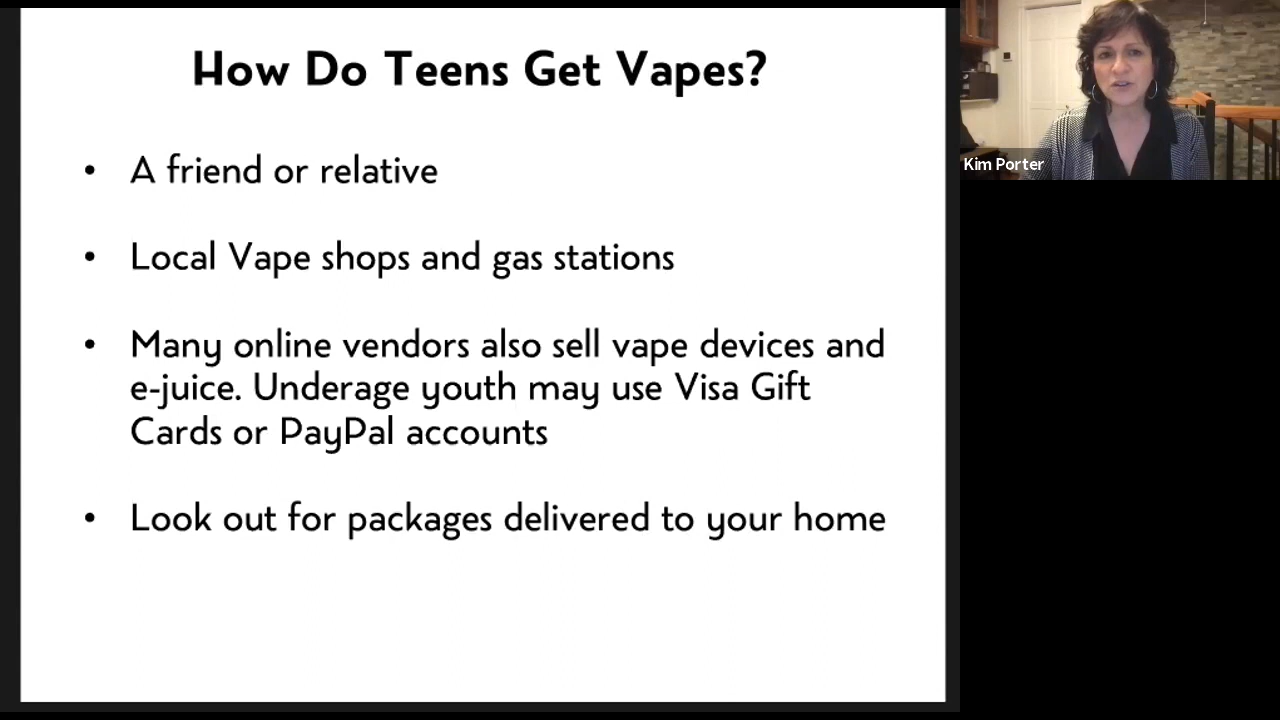 How Do Teens Get Vapes?
• A friend or relative
• Local Vape shops and gas stations
• Many online vendors also sell vape devices and
e-juice. Underage youth may use Visa Gift
Cards or PayPal accounts
• Look out for packages delivered to your home
Kim Porter